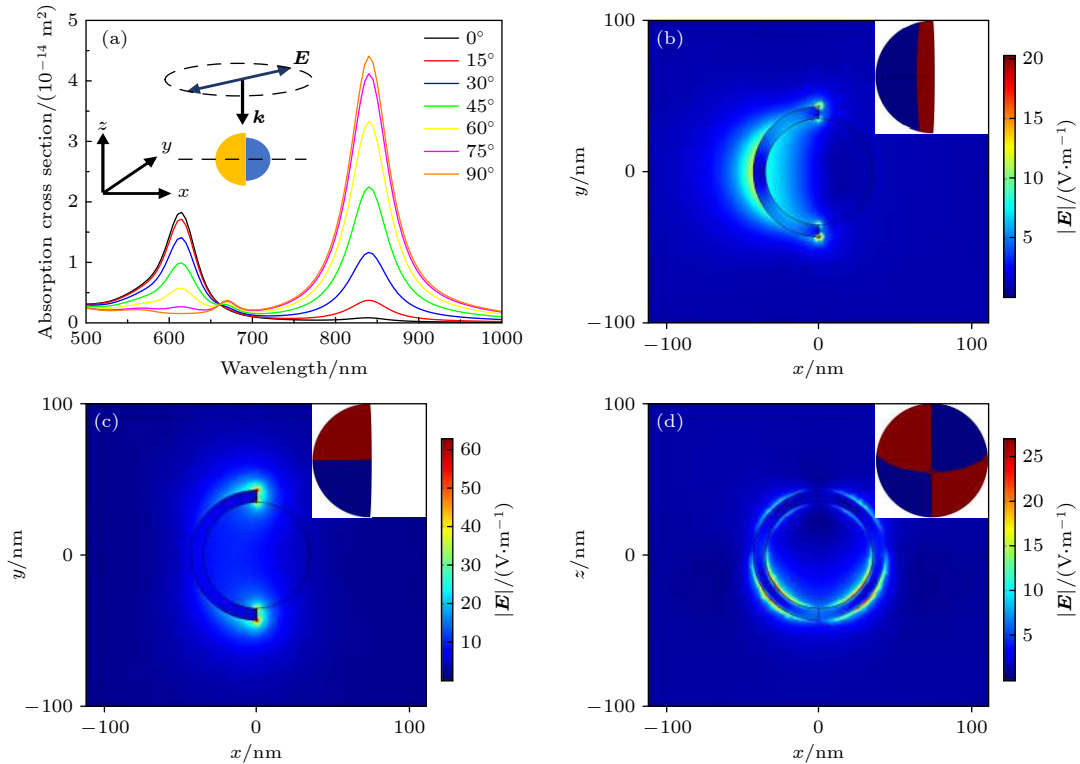 (a)
Absorption cross section/(10⁻¹⁴ m²)
5
4
3
2
1
0
500
600
700
800
900
1000
Wavelength/nm
E
k
z
y
x
0°
15°
30°
45°
60°
75°
90°
(b)
y/nm
100
0
−100
−100
0
100
x/nm
20
15
10
5
|E|/(V·m⁻¹)
(c)
y/nm
100
0
−100
−100
0
100
x/nm
60
50
40
30
20
10
|E|/(V·m⁻¹)
(d)
z/nm
100
0
−100
−100
0
100
x/nm
25
20
15
10
5
|E|/(V·m⁻¹)